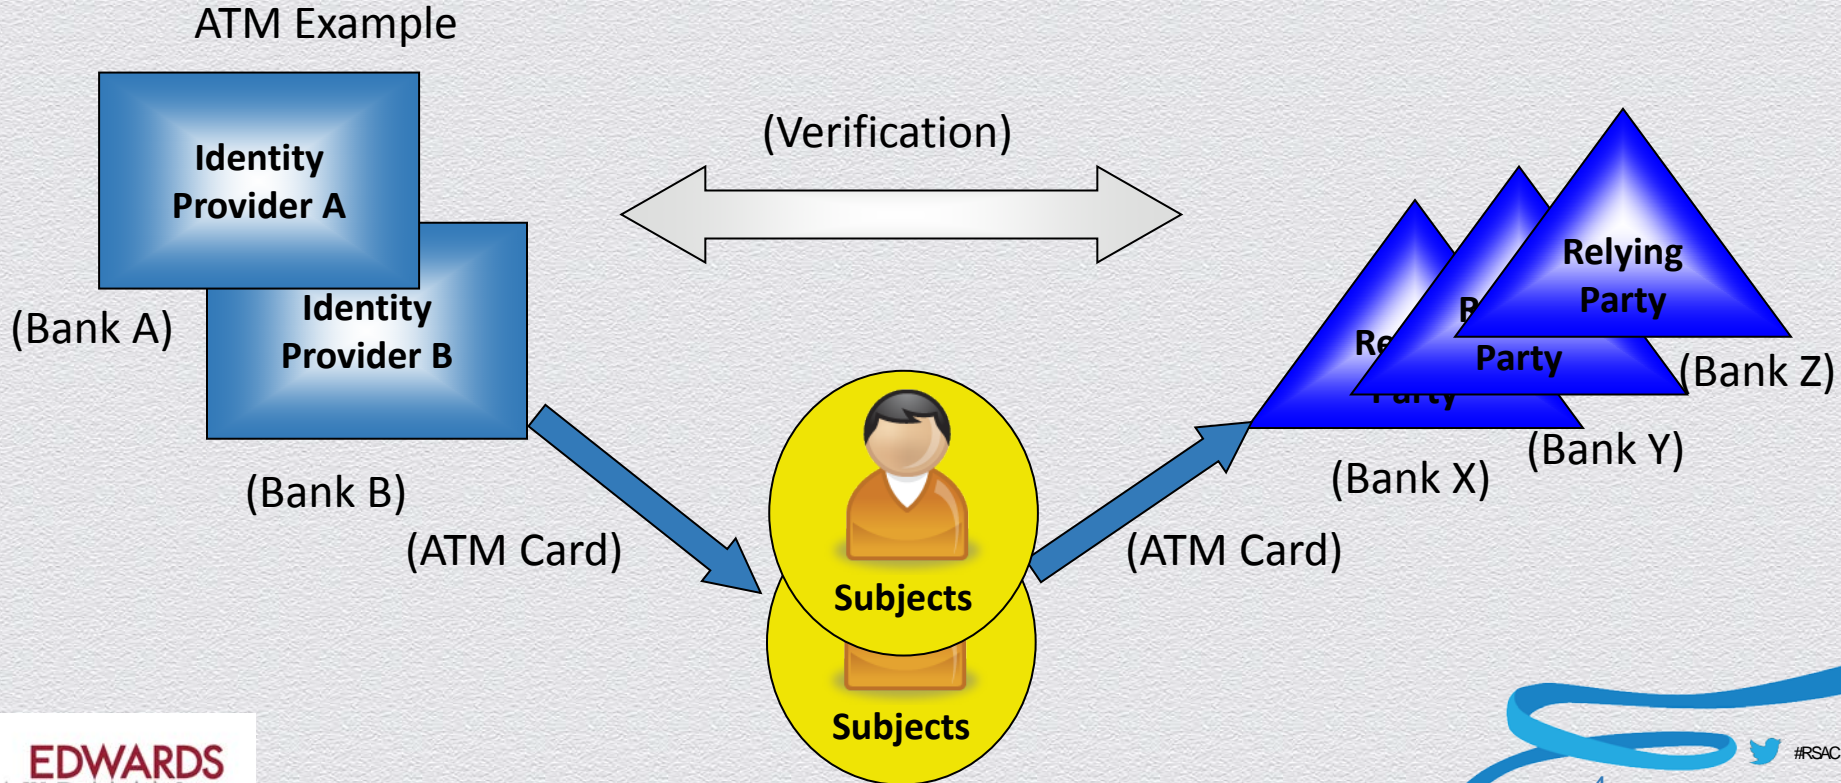 ATM Example
Identity
Provider A
(Bank A)
Identity
Provider B
(Bank B)
(Verification)
(ATM Card)
Subjects
Subjects
(ATM Card)
Relying
Party
(Bank Z)
Party
(Bank Y)
Party
(Bank X)
EDWARDS
#RSAC